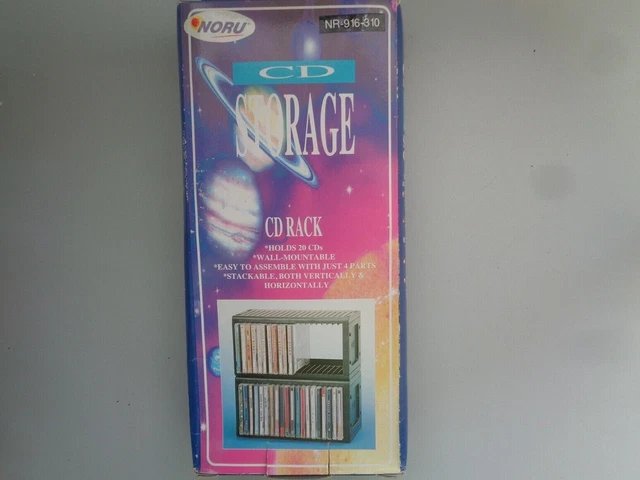 NORU
NR-916-310
CD
STORAGE
CD RACK
*HOLDS 20 CDs
*WALL-MOUNTABLE
*EASY TO ASSEMBLE WITH JUST 4 PARTS
*STACKABLE, BOTH VERTICALLY &
HORIZONTALLY